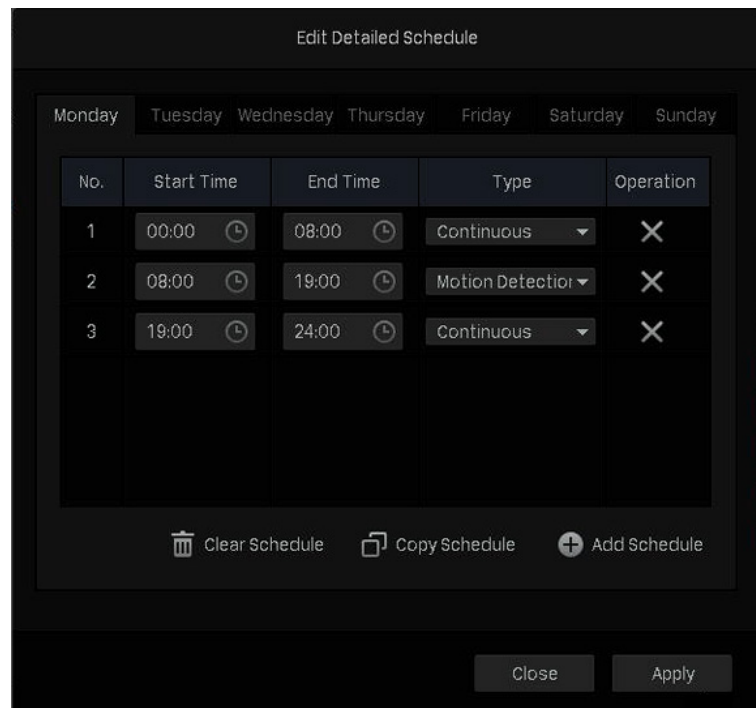 Edit Detailed Schedule
Monday Tuesday Wednesday Thursday Friday Saturday Sunday
No. Start Time End Time Type Operation
1 00:00 08:00 Continuous
2 08:00 19:00 Motion Detection
3 19:00 24:00 Continuous
Clear Schedule Copy Schedule Add Schedule
Close Apply